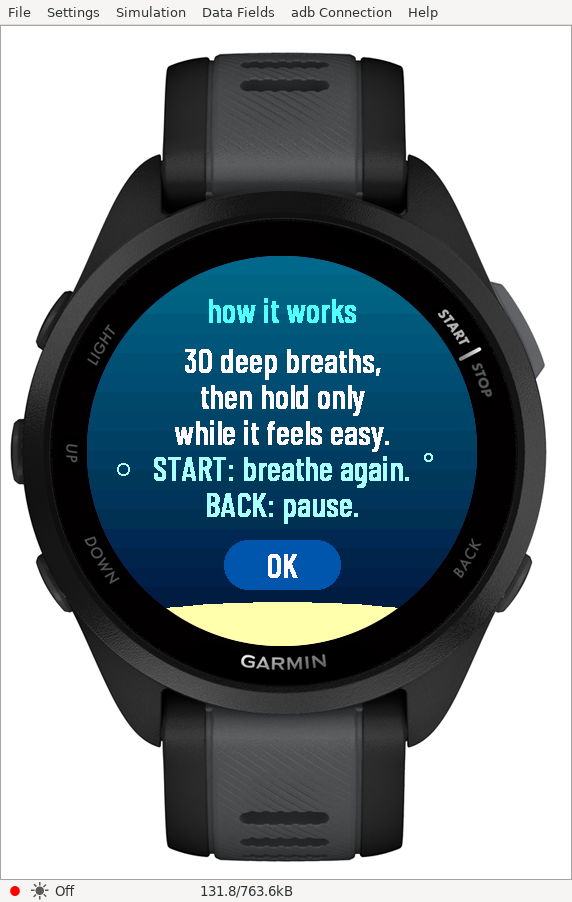 File Settings Simulation Data Fields adb Connection Help
how it works
30 deep breaths,
then hold only
while it feels easy.
START: breathe again.
BACK: pause.
OK
LIGHT
UP
DOWN
START
STOP
BACK
GARMIN
Off 131.8/763.6kB